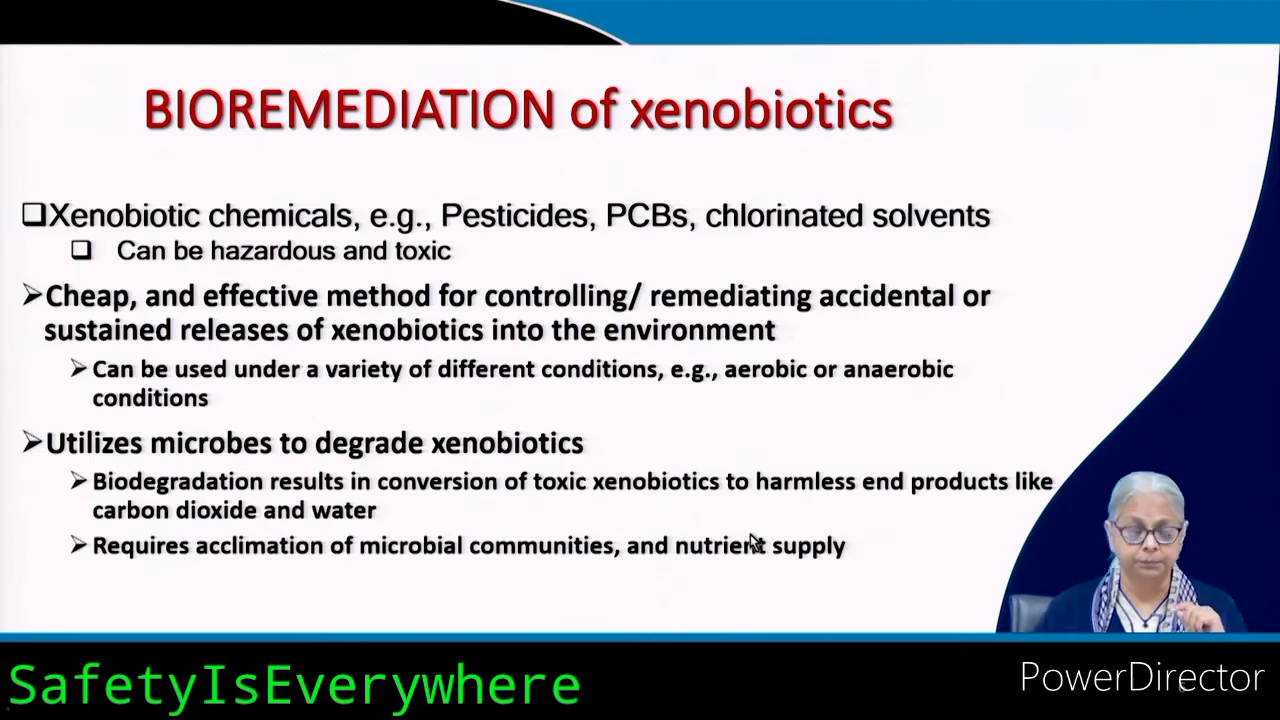 BIOREMEDIATION of xenobiotics
Xenobiotic chemicals, e.g., Pesticides, PCBs, chlorinated solvents
Can be hazardous and toxic
Cheap, and effective method for controlling/ remediating accidental or
sustained releases of xenobiotics into the environment
Can be used under a variety of different conditions, e.g., aerobic or anaerobic
conditions
Utilizes microbes to degrade xenobiotics
Biodegradation results in conversion of toxic xenobiotics to harmless end products like
carbon dioxide and water
Requires acclimation of microbial communities, and nutrient supply
SafetyIsEverywhere
PowerDirector